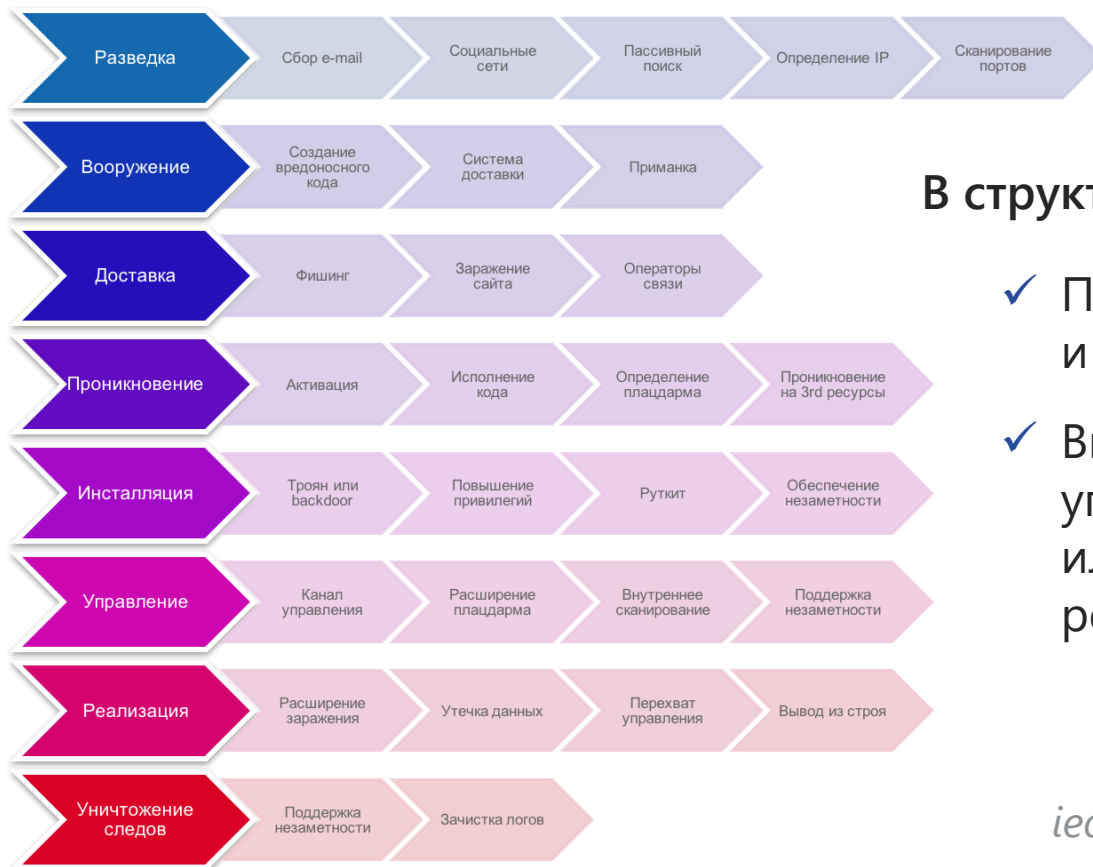 Разведка
Сбор e-mail
Социальные
сети
Пассивный
поиск
Определение IP
Сканирование
портов
Вооружение
Создание
вредоносного
кода
Система
доставки
Приманка
Доставка
Фишинг
Заражение
сайта
Операторы
связи
Проникновение
Активация
Исполнение
кода
Определение
плацдарма
Проникновение
на 3rd ресурсы
Инсталляция
Троян или
backdoor
Повышение
привилегий
Руткит
Обеспечение
незаметности
Управление
Канал
управления
Расширение
плацдарма
Внутреннее
сканирование
Поддержка
незаметности
Реализация
Расширение
заражения
Утечка данных
Перехват
управления
Вывод из строя
Уничтожение
следов
Поддержка
незаметности
Зачистка логов
В
и